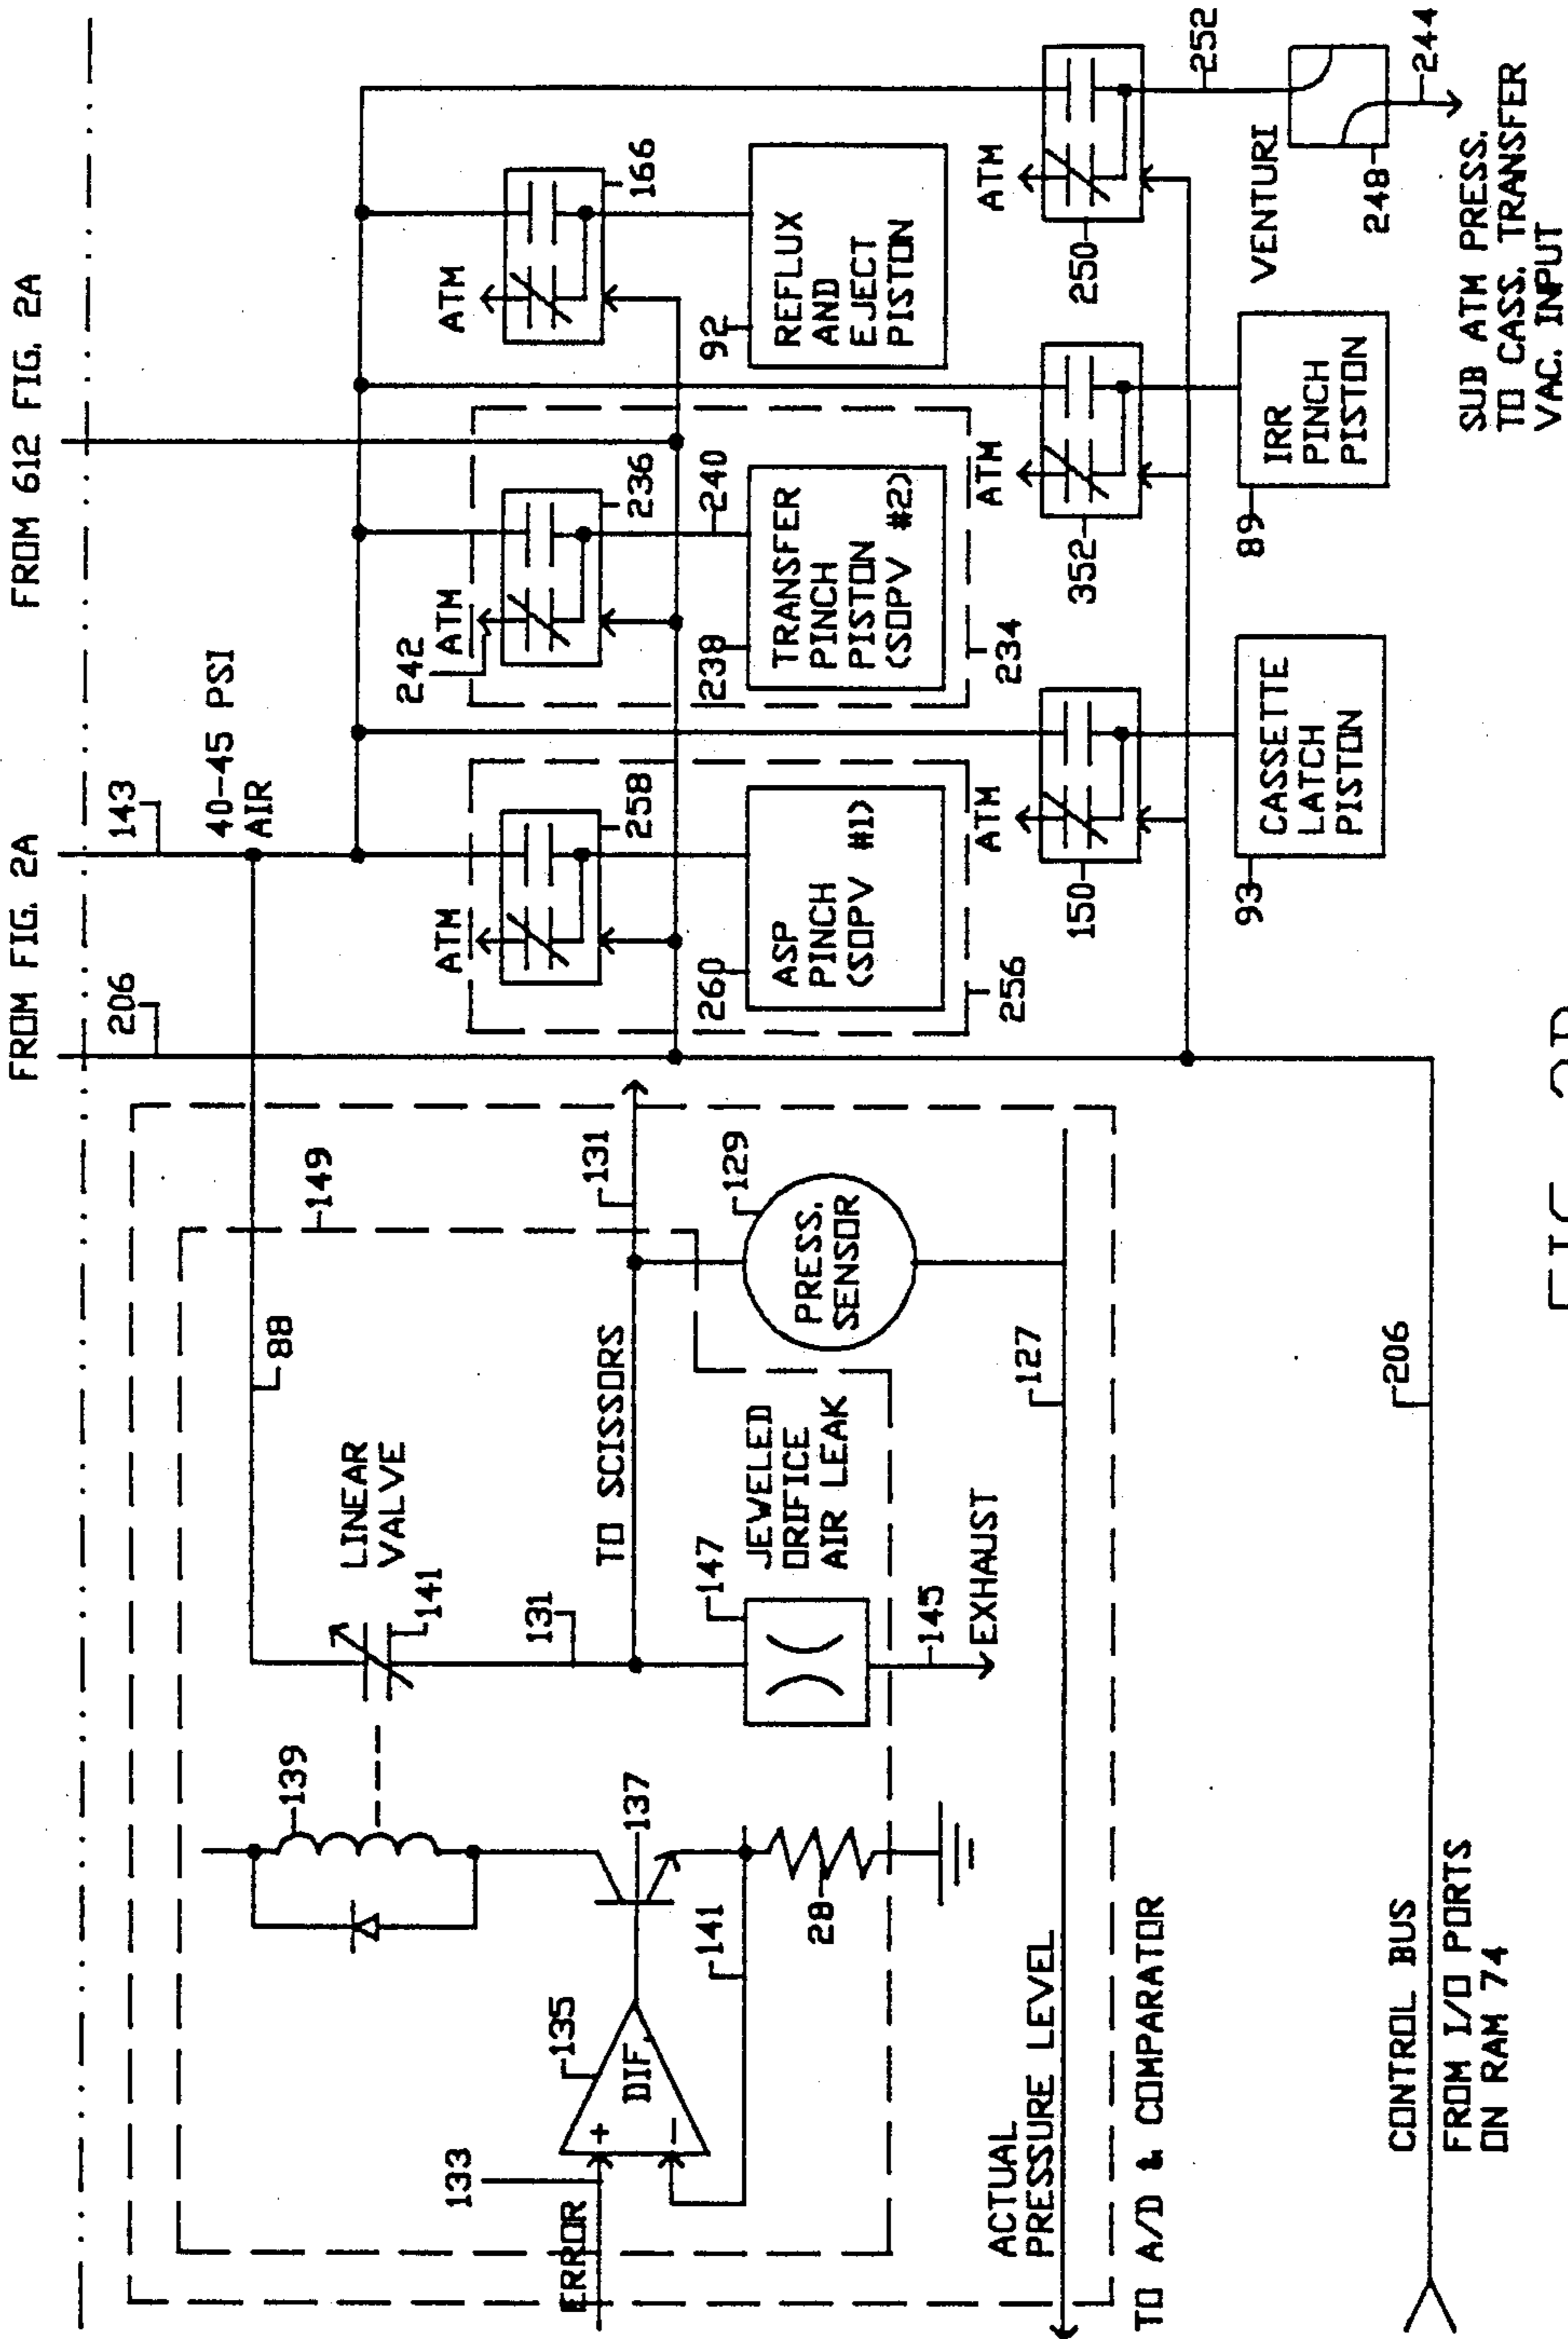 FROM FIG. 2A
FROM 612 FIG. 2A
206
143
40-45 PSI
AIR
149
88
139
LINEAR
VALVE
141
131
TO SCISSORS
131
133
ERROR
+
-
DIF.
135
137
141
28
147
JEWELED
ORIFICE
AIR LEAK
145
EXHAUST
129
PRESS.
SENSOR
127
ACTUAL
PRESSURE LEVEL
TO A/D & COMPARATOR
CONTROL BUS
FROM I/O PORTS
ON RAM 74
206
ATM
258
260
ASP
PINCH
(SOPV #1)
256
242
ATM
236
240
238
TRANSFER
PINCH
PISTON
(SOPV #2)
234
ATM
166
92
REFLUX
AND
EJECT
PISTON
ATM
150
93
CASSETTE
LATCH
PISTON
ATM
352
89
IRR
PINCH
PISTON
ATM
250
252
VENTURI
248
244
SUB ATM PRESS.
TO CASS. TRANSFER
VAC. INPUT